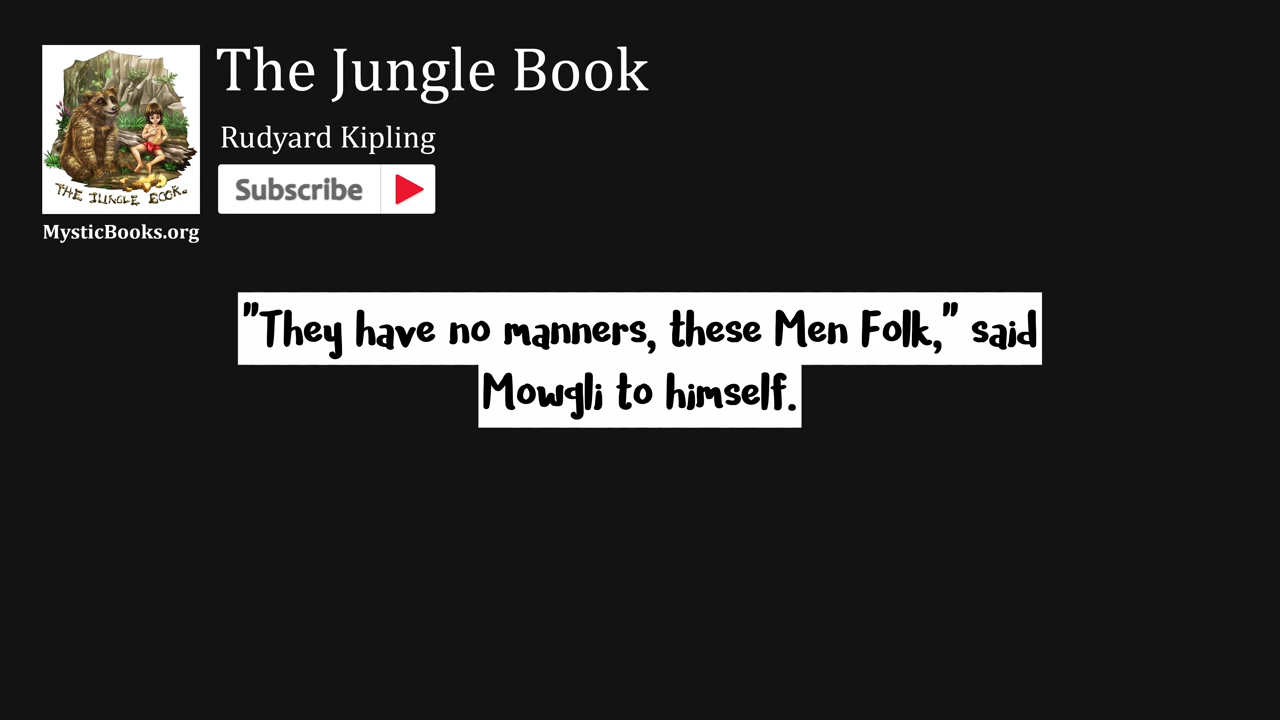 The Jungle Book
Rudyard Kipling
Subscribe
THE JUNGLE BOOK.
MysticBooks.org
"They have no manners, these Men Folk," said
Mowgli to himself.